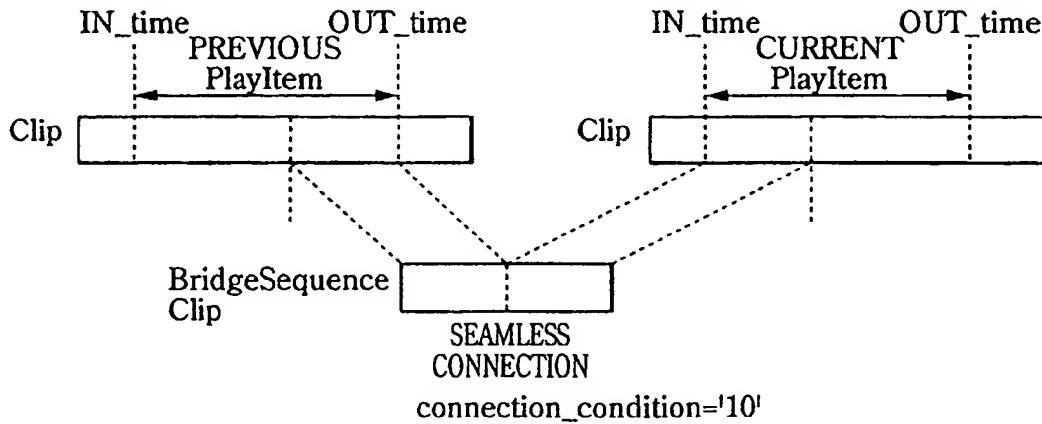 IN_time
OUT_time
PREVIOUS
PlayItem
Clip
IN_time
OUT_time
CURRENT
PlayItem
Clip
BridgeSequence
Clip
SEAMLESS
CONNECTION
connection_condition='10'